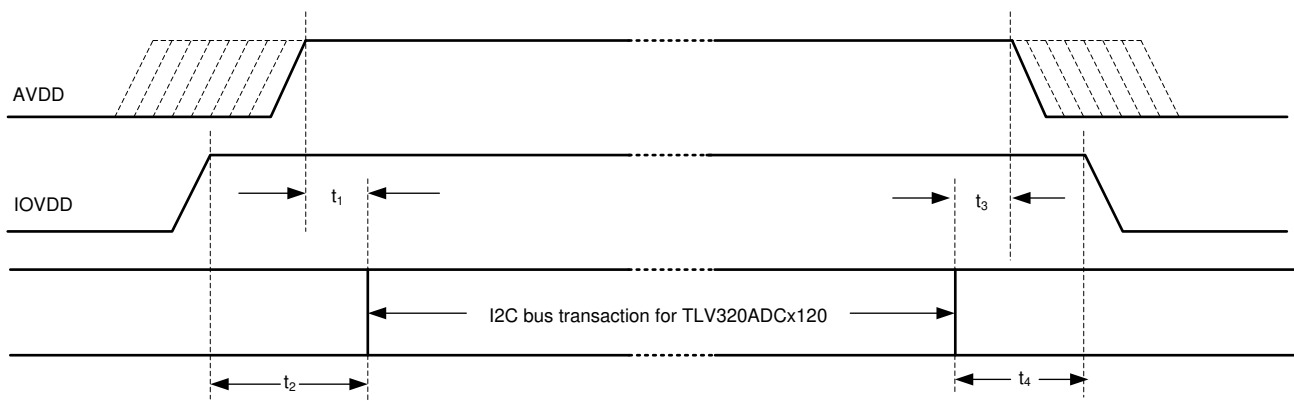 AVDD
IOVDD
t₁
t₃
I2C bus transaction for TLV320ADCx120
t₂
t₄